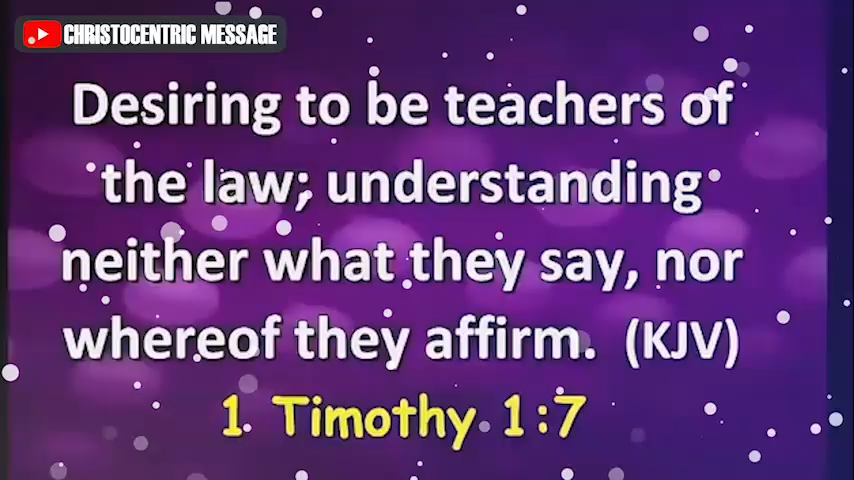 CHRISTOCENTRIC MESSAGE
Desiring to be teachers of
the law; understanding
neither what they say, nor
whereof they affirm. (KJV)
1 Timothy 1:7